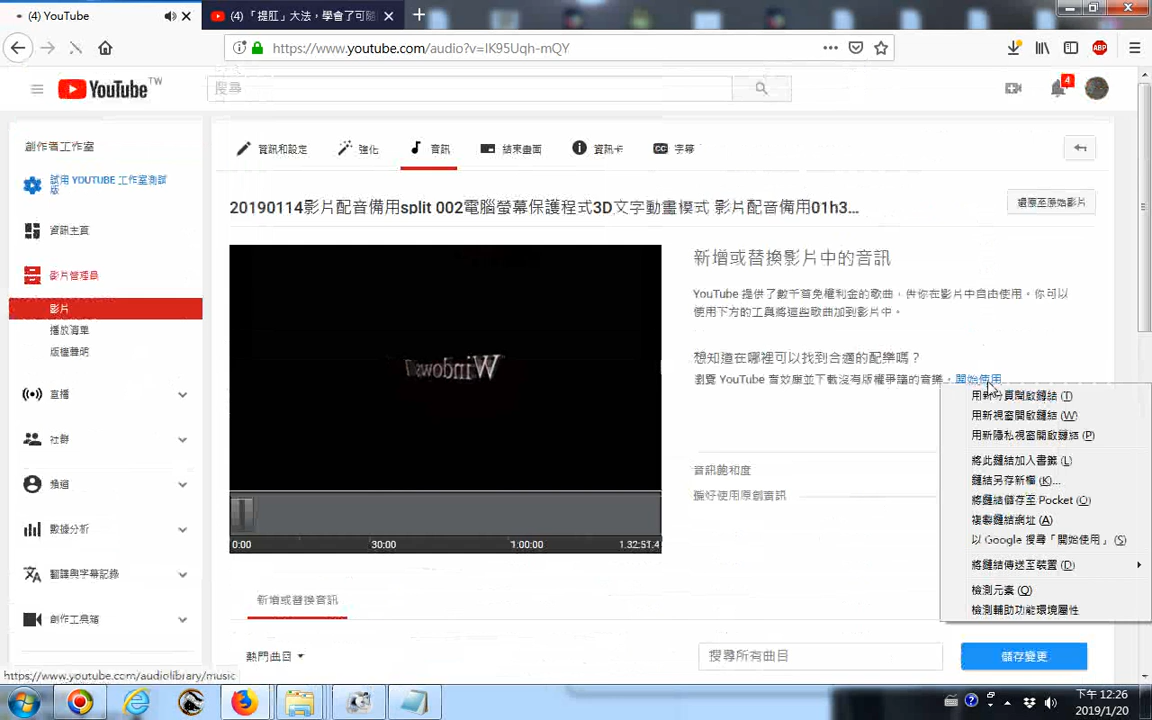 (4) YouTube
(4)「提肛」大法，學會了可
https://www.youtube.com/audio?v=lK95Uqh-mQY
ABP
YouTube TW
搜尋
4
創作者工作室
試用 YOUTUBE 工作室測試
版
資訊主頁
影片管理員
影片
播放清單
版權聲明
直播
社群
頻道
數據分析
翻譯與字幕記錄
創作工具箱
https://www.youtube.com/audiolibrary/music
資訊和設定
強化
音訊
結束畫面
資訊卡
CC 字幕
20190114影片配音備用split 002電腦螢幕保護程式3D文字動畫模式 影片配音備用01h3...
還原至原始影片
Windows
0:00
30:00
1:00:00
1:32:51.4
新增或替換影片中的音訊
YouTube 提供了數千首免權利金的歌曲，供你在影片中自由使用。你可以
使用下方的工具將這些歌曲加到影片中。
想知道在哪裡可以找到合適的配樂嗎？
瀏覽 YouTube 音效庫並下載沒有版權爭議的音樂。開始使用
音訊飽和度
偏好使用原創音訊
用新分頁開啟鏈結 (T)
用新視窗開啟鏈結 (W)
用新隱私視窗開啟鏈結 (P)
將此鏈結加入書籤 (L)
鏈結另存新檔 (K)...
將鏈結儲存至 Pocket (O)
複製鏈結網址 (A)
以 Google 搜尋「開始使用」 (S)
將鏈結傳送至裝置 (D)
檢測元素 (Q)
檢測輔助功能環境屬性
新增或替換音訊
熱門曲目
搜尋所有曲目
儲存變更
下午 12:26
2019/1/20